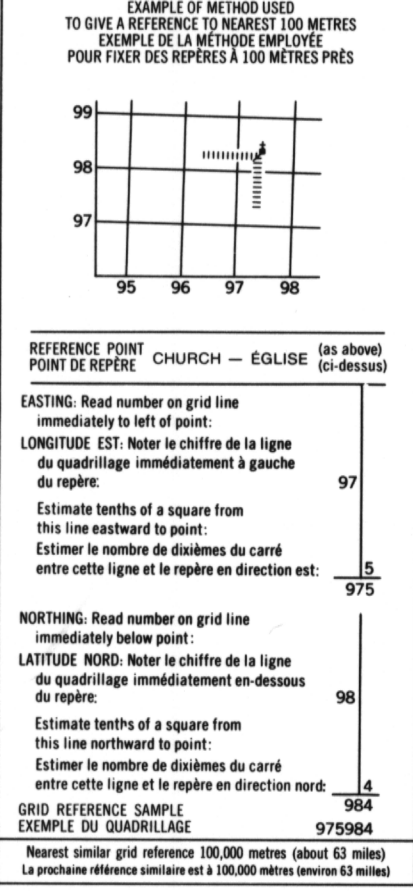 EXAMPLE OF METHOD USED
TO GIVE A REFERENCE TO NEAREST 100 METRES
EXEMPLE DE LA MÉTHODE EMPLOYÉE
POUR FIXER DES REPÈRES À 100 MÈTRES PRÈS
99
98
97
95 96 97 98
REFERENCE POINT
POINT DE REPÈRE
CHURCH — ÉGLISE
(as above)
(ci-dessus)
EASTING: Read number on grid line
immediately to left of point:
LONGITUDE EST: Noter le chiffre de la ligne
du quadrillage immédiatement à gauche
du repère: 97
Estimate tenths of a square from
this line eastward to point:
Estimer le nombre de dixièmes du carré
entre cette ligne et le repère en direction est: 5
975
NORTHING: Read number on grid line
immediately below point:
LATITUDE NORD: Noter le chiffre de la ligne
du quadrillage immédiatement en-dessous
du repère: 98
Estimate tenths of a square from
this line northward to point:
Estimer le nombre de dixièmes du carré
entre cette ligne et le repère en direction nord: 4
984
GRID REFERENCE SAMPLE
EXEMPLE DU QUADRILLAGE 975984
Nearest similar grid reference 100,000 metres (about 63 miles)
La prochaine référence similaire est à 100,000 mètres (environ 63 milles)